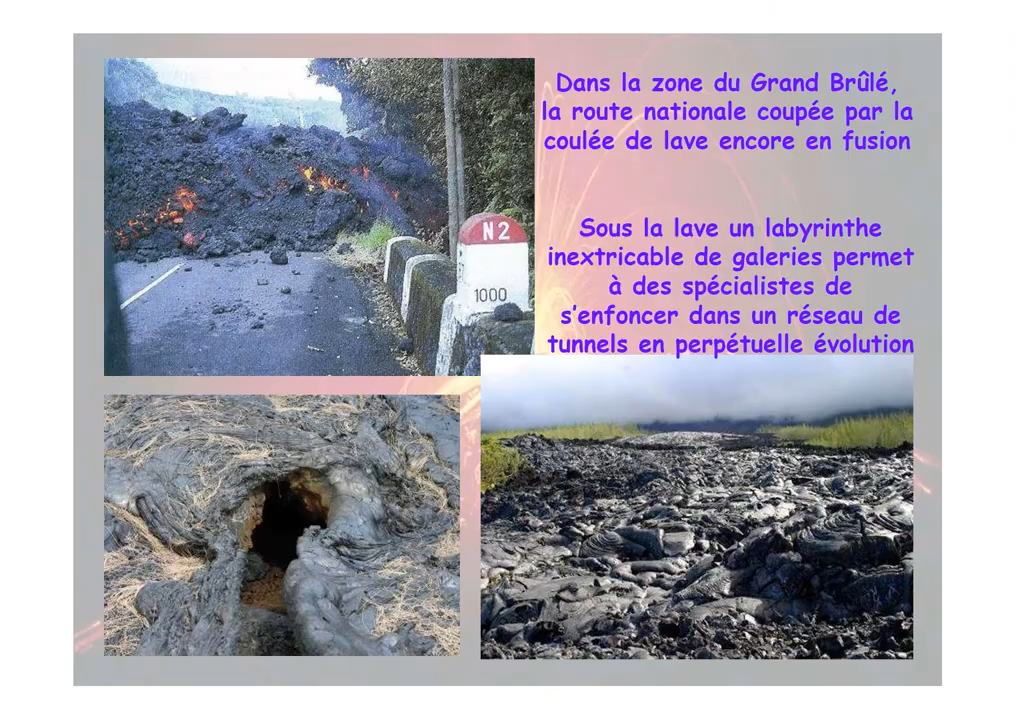 Dans la zone du Grand Brûlé,
la route nationale coupée par la
coulée de lave encore en fusion
Sous la lave un labyrinthe
inextricable de galeries permet
à des spécialistes de
s'enfoncer dans un réseau de
tunnels en perpétuelle évolution
N2
1000